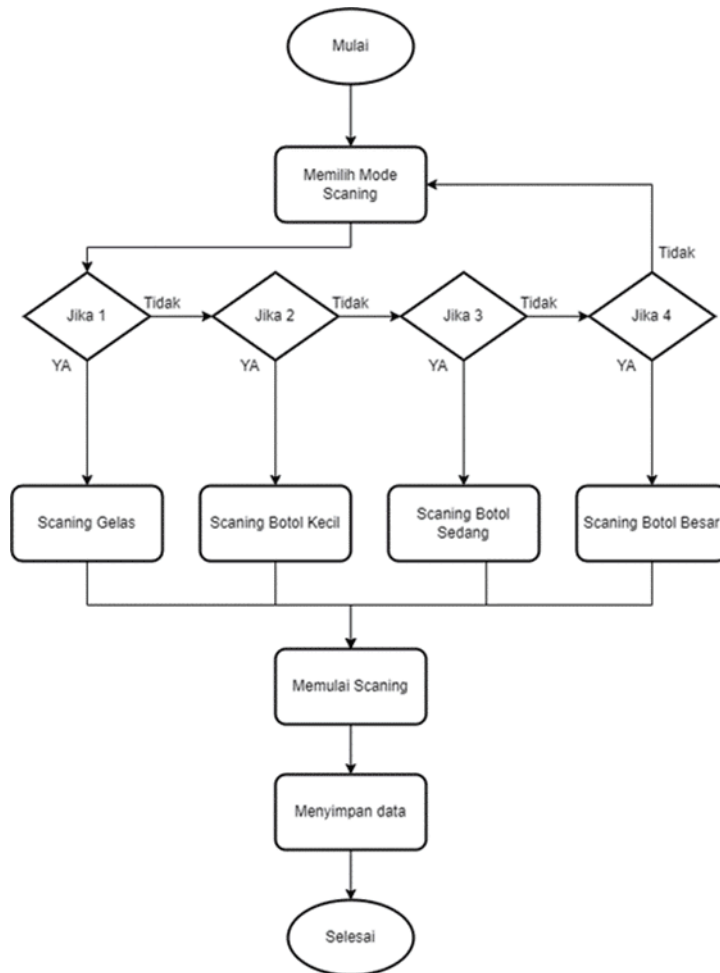 Mulai
Memilih Mode
Scaning
Tidak
Jika 1
Tidak
Jika 2
Tidak
Jika 3
Tidak
Jika 4
YA
YA
YA
YA
Scaning Gelas
Scaning Botol Kecil
Scaning Botol
Sedang
Scaning Botol Besar
Memulai Scaning
Menyimpan data
Selesai